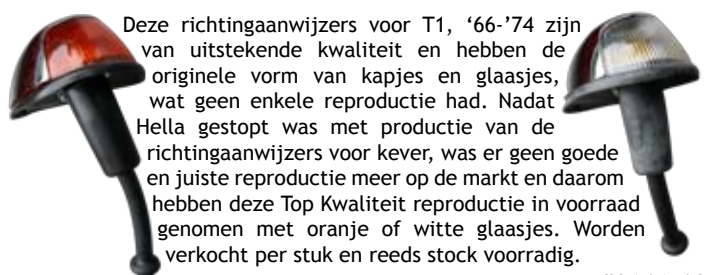 Deze richtingaanwijzers voor T1, ‘66-’74 zijn
van uitstekende kwaliteit en hebben de
originele vorm van kapjes en glaasjes,
wat geen enkele reproductie had. Nadat
Hella gestopt was met productie van de
richtingaanwijzers voor kever, was er geen goede
en juiste reproductie meer op de markt en daarom
hebben deze Top Kwaliteit reproductie in voorraad
genomen met oranje of witte glaasjes. Worden
verkocht per stuk en reeds stock voorradig.